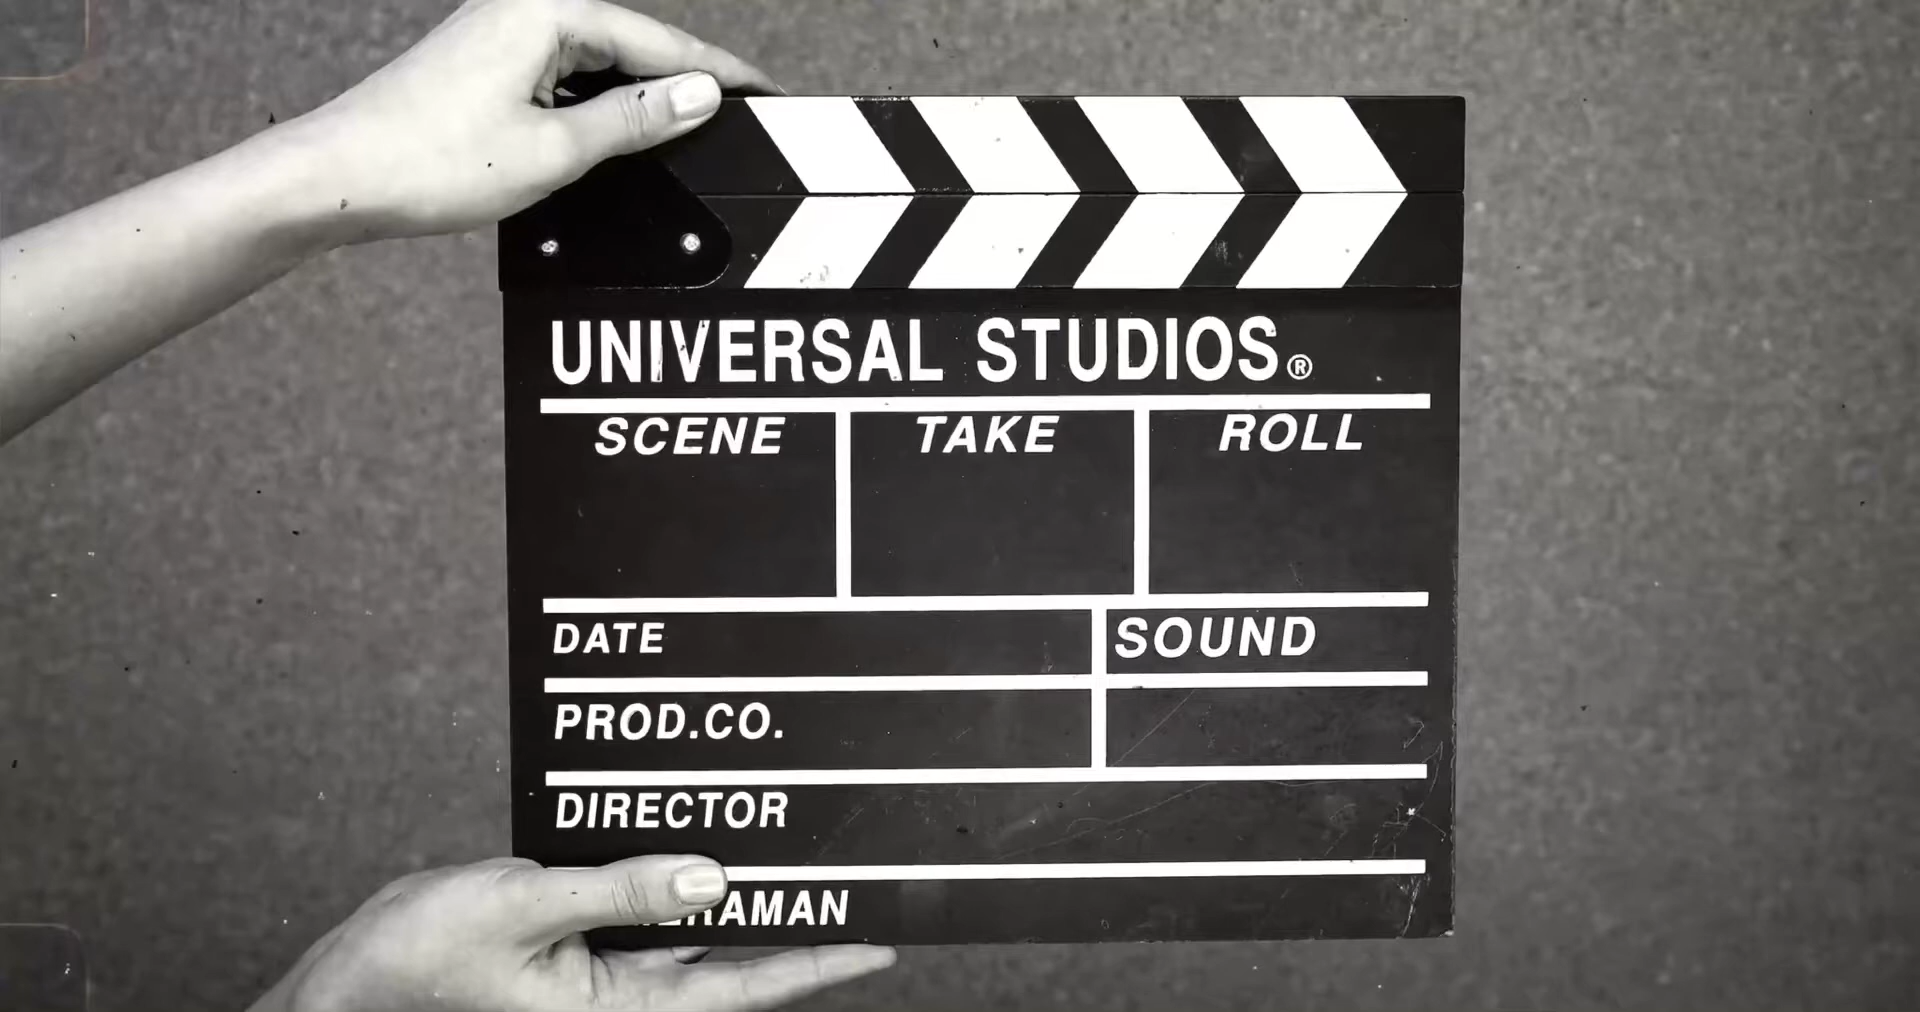 UNIVERSAL STUDIOS®
SCENE TAKE ROLL
DATE SOUND
PROD.CO.
DIRECTOR